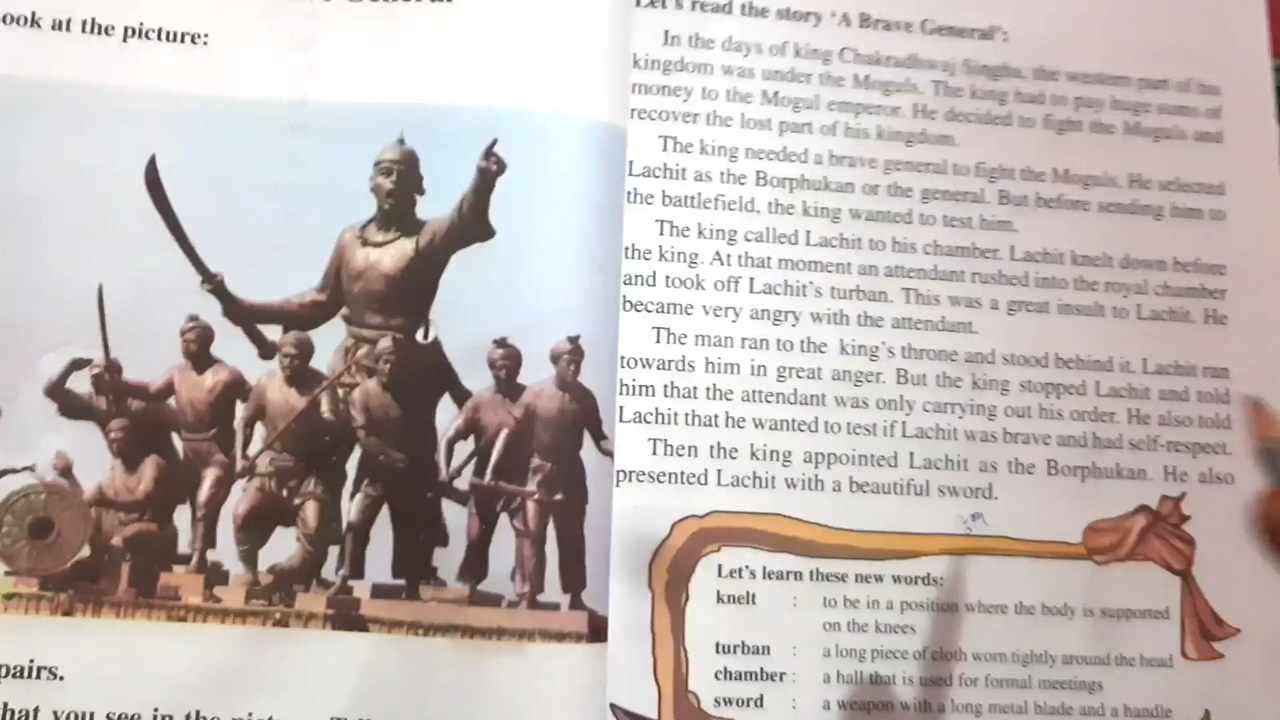 General
ook at the picture:
pairs.
hat you see in the
Let's read the story 'A Brave General':
In the days of king Chakradhwaj Singha, the western part of his
kingdom was under the Moguls. The king had to pay huge sums of
money to the Mogul emperor. He decided to fight the Moguls and
recover the lost part of his kingdom.
The king needed a brave general to fight the Moguls. He selected
Lachit as the Borphukan or the general. But before sending him to
the battlefield, the king wanted to test him.
The king called Lachit to his chamber. Lachit knelt down before
the king. At that moment an attendant rushed into the royal chamber
and took off Lachit's turban. This was a great insult to Lachit. He
became very angry with the attendant.
The man ran to the king's throne and stood behind it. Lachit ran
towards him in great anger. But the king stopped Lachit and told
him that the attendant was only carrying out his order. He also told
Lachit that he wanted to test if Lachit was brave and had self-respect.
Then the king appointed Lachit as the Borphukan. He also
presented Lachit with a beautiful sword.
Let's learn these new words:
knelt : to be in a position where the body is supported
on the knees
turban : a long piece of cloth worn tightly around the head
chamber : a hall that is used for formal meetings
sword : a weapon with a long metal blade and a handle